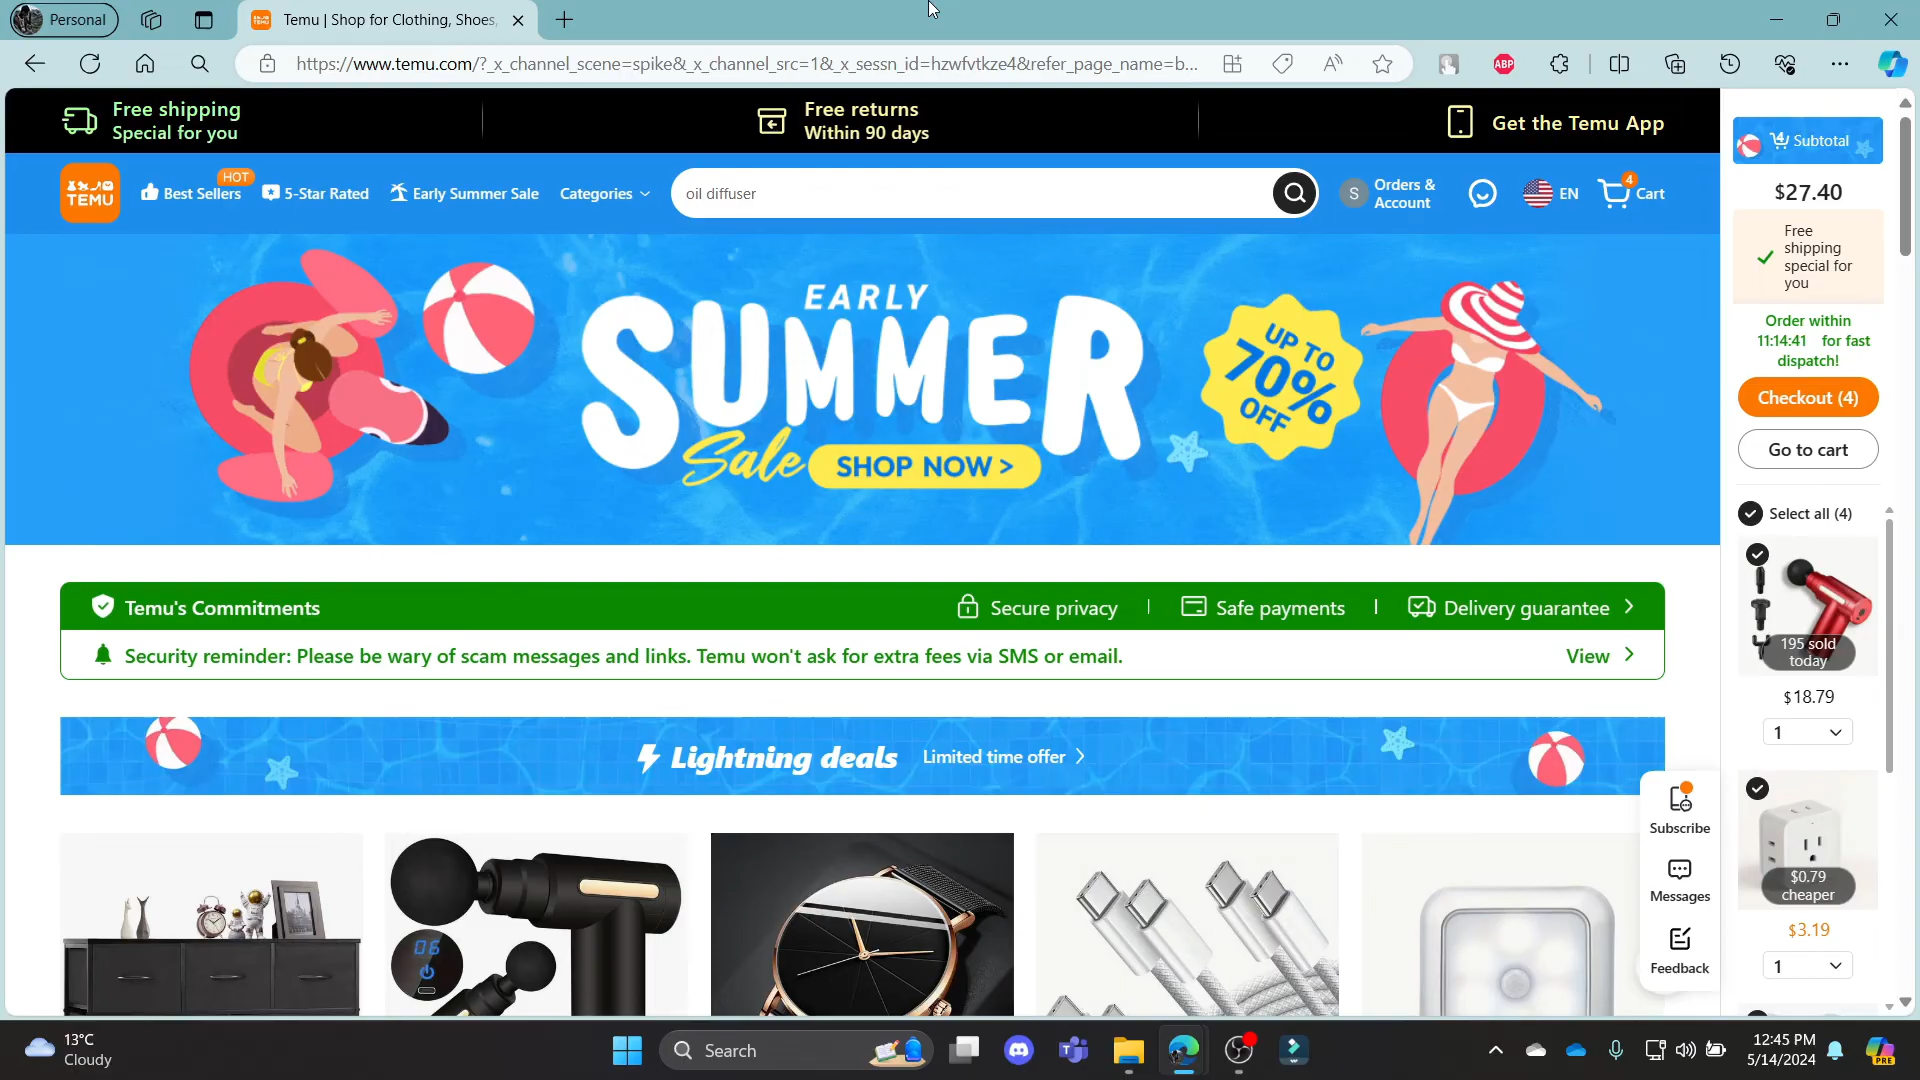 Personal
Temu | Shop for Clothing, Shoes,
https://www.temu.com/?_x_channel_scene=spike&_x_channel_src=1&_x_sessn_id=hzwfvtkze4&refer_page_name=b...
ABP
Free shipping
Special for you
Free returns
Within 90 days
Get the Temu App
TEMU
Best Sellers
HOT
5-Star Rated
Early Summer Sale
Categories
oil diffuser
S
Orders &
Account
EN
4
Cart
EARLY
SUMMER
Sale
SHOP NOW >
UP TO
70%
OFF
Temu's Commitments
Secure privacy
Safe payments
Delivery guarantee
Security reminder: Please be wary of scam messages and links. Temu won't ask for extra fees via SMS or email.
View
Lightning deals
Limited time offer
06
Subscribe
Messages
Feedback
4
Subtotal
$27.40
Free
shipping
special for
you
Order within
11:14:41 for fast
dispatch!
Checkout (4)
Go to cart
Select all (4)
195 sold
today
$18.79
1
$0.79
cheaper
$3.19
1
13°C
Cloudy
Search
12:45 PM
5/14/2024
PRE